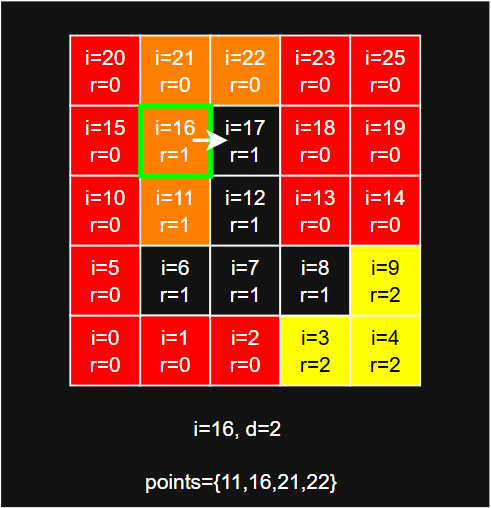 i=20 i=21 i=22 i=23 i=25
r=0 r=0 r=0 r=0 r=0
i=15 i=16 i=17 i=18 i=19
r=0 r=1 r=1 r=0 r=0
i=10 i=11 i=12 i=13 i=14
r=0 r=1 r=1 r=0 r=0
i=5 i=6 i=7 i=8 i=9
r=0 r=1 r=1 r=1 r=2
i=0 i=1 i=2 i=3 i=4
r=0 r=0 r=0 r=2 r=2
i=16, d=2
points={11,16,21,22}